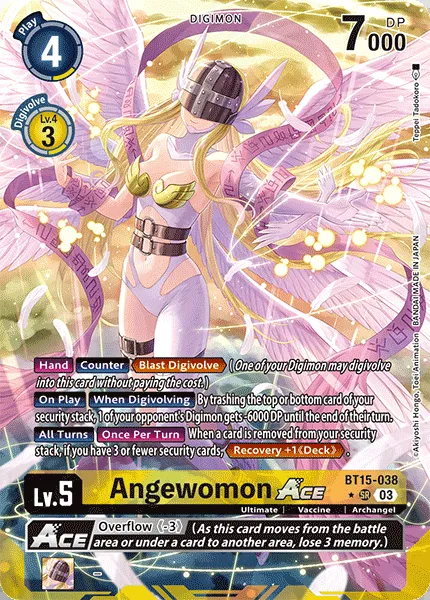 DIGIMON
Play
4
7000
DP
Digivolve
Lv.4
3
Teppei Tadokoro
©Akiyoshi Hongo, Toei Animation BANDAI MADE IN JAPAN
Hand Counter Blast Digivolve (One of your Digimon may digivolve
into this card without paying the cost.)
On Play When Digivolving By trashing the top or bottom card of your
security stack, 1 of your opponent's Digimon gets -6000 DP until the end of their turn.
All Turns Once Per Turn When a card is removed from your security
stack, if you have 3 or fewer security cards, Recovery +1《Deck》.
BT15-038
Lv.5 Angewomon ACE
★ SR 03
Ultimate | Vaccine | Archangel
ACE Overflow《-3》(As this card moves from the battle
area or under a card to another area, lose 3 memory.)